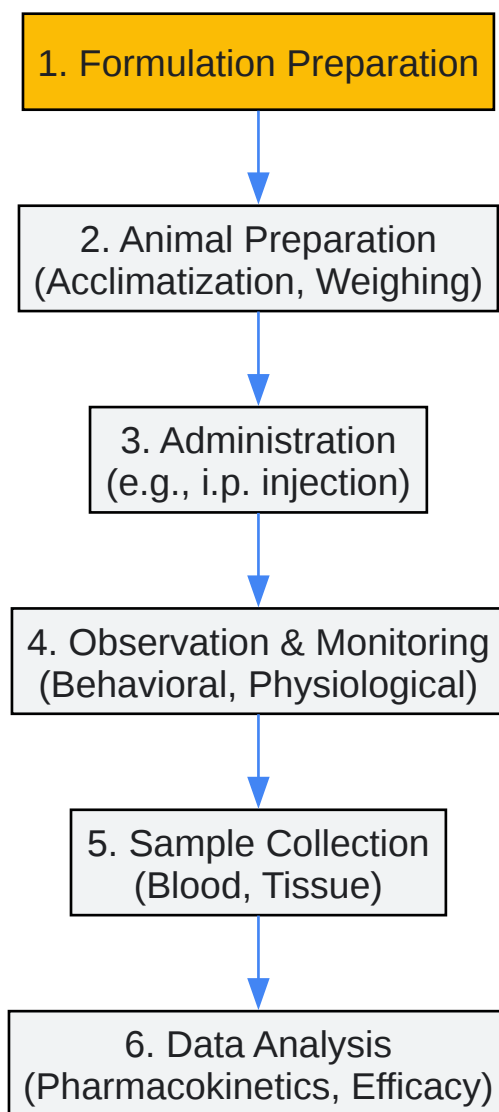 1. Formulation Preparation
2. Animal Preparation
(Acclimatization, Weighing)
3. Administration
(e.g., i.p. injection)
4. Observation & Monitoring
(Behavioral, Physiological)
5. Sample Collection
(Blood, Tissue)
6. Data Analysis
(Pharmacokinetics, Efficacy)